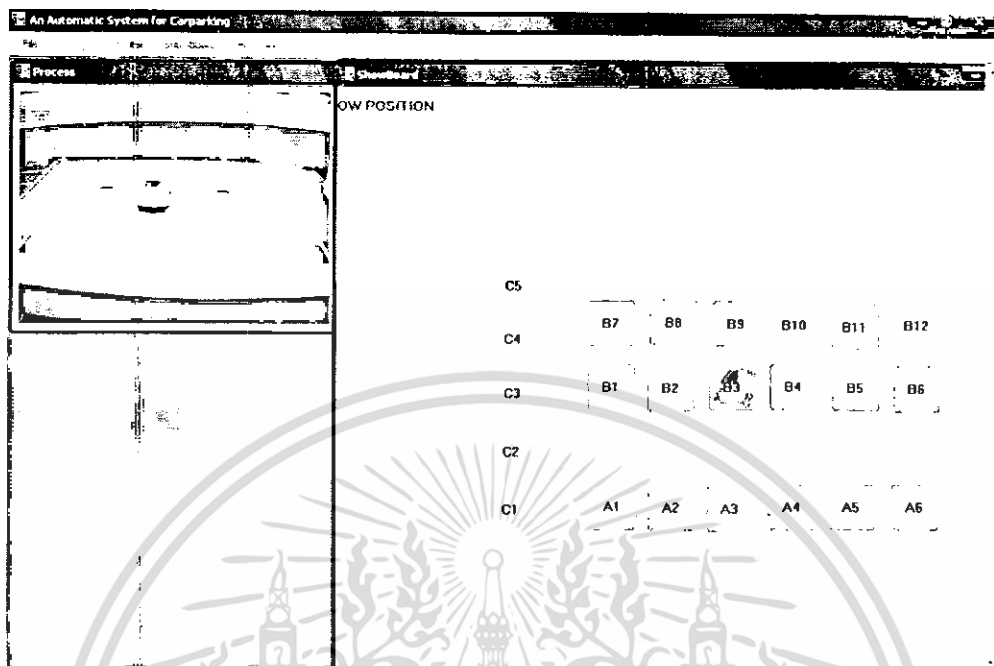 An Automatic System for Carparking
File
Process
ShowBoard
OW POSITION
C5
B7 B8 B9 B10 B11 B12
C4
B1 B2 B3 B4 B5 B6
C3
C2
A1 A2 A3 A4 A5 A6
C1